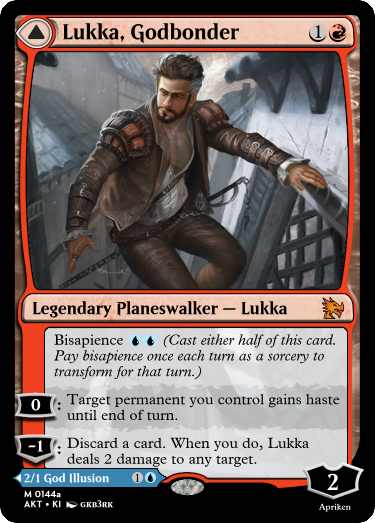 Lukka, Godbonder 1
Legendary Planeswalker — Lukka
Bisapience (Cast either half of this card.
Pay bisapience once each turn as a sorcery to
transform for that turn.)
0: Target permanent you control gains haste
until end of turn.
-1: Discard a card. When you do, Lukka
deals 2 damage to any target.
2/1 God Illusion 1
2
M 0144a
AKT • KI GKB3RK
Apriken